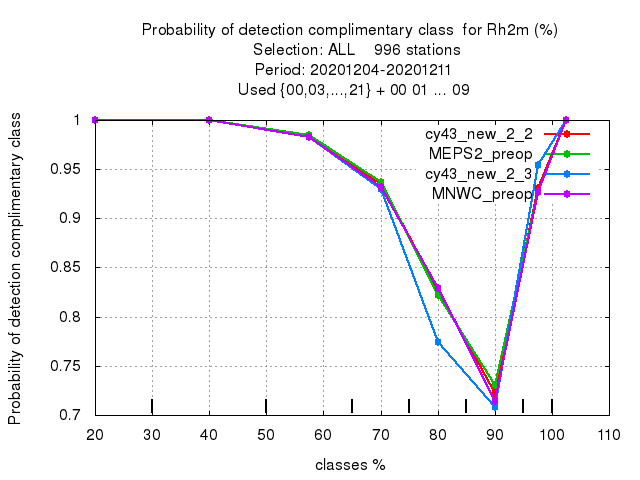 Probability of detection complimentary class  for Rh2m (%)
Selection: ALL    996 stations
Period: 20201204-20201211
Used {00,03,...,21} + 00 01 ... 09
Probability of detection complimentary class
1
0.95
0.9
0.85
0.8
0.75
0.7
cy43_new_2_2
MEPS2_preop
cy43_new_2_3
MNWC_preop
20 30 40 50 60 70 80 90 100 110
classes %